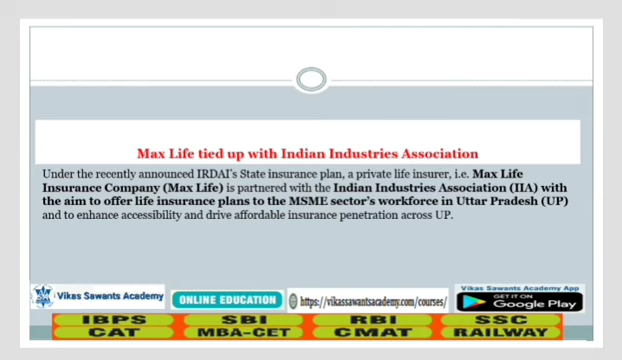 Max Life tied up with Indian Industries Association
Under the recently announced IRDAI's State insurance plan, a private life insurer, i.e. Max Life
Insurance Company (Max Life) is partnered with the Indian Industries Association (IIA) with
the aim to offer life insurance plans to the MSME sector's workforce in Uttar Pradesh (UP)
and to enhance accessibility and drive affordable insurance penetration across UP.
Vikas Sawants Academy App
Vikas Sawants Academy ONLINE EDUCATION https://vikassawantsacademy.com/courses/ GET IT ON
Google Play
IBPS SBI RBI SSC
CAT MBA-CET CMAT RAILWAY